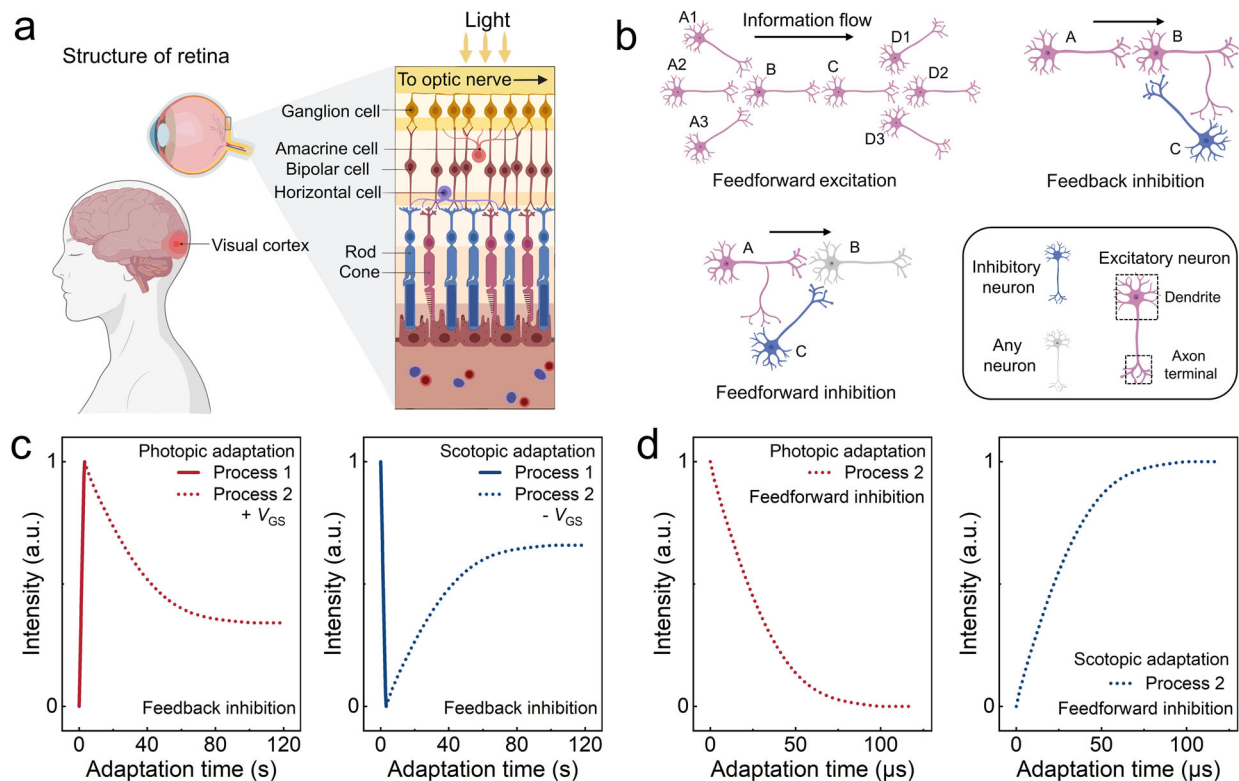 a
Structure of retina
Light
To optic nerve
Ganglion cell
Amacrine cell
Bipolar cell
Horizontal cell
Visual cortex
Rod
Cone
b
A1
Information flow
D1
A2
B
C
D2
A3
D3
Feedforward excitation
A
B
C
Feedback inhibition
A
B
C
Feedforward inhibition
Inhibitory
neuron
Excitatory neuron
Dendrite
Any
neuron
Axon
terminal
c
Intensity (a.u.)
1
0
Photopic adaptation
Process 1
Process 2
+ VGS
Feedback inhibition
0 40 80 120
Adaptation time (s)
Intensity (a.u.)
1
0
Scotopic adaptation
Process 1
Process 2
- VGS
Feedback inhibition
0 40 80 120
Adaptation time (s)
d
Intensity (a.u.)
1
0
Photopic adaptation
Process 2
Feedforward inhibition
0 50 100
Adaptation time (µs)
Intensity (a.u.)
1
0
Scotopic adaptation
Process 2
Feedforward inhibition
0 50 100
Adaptation time (µs)